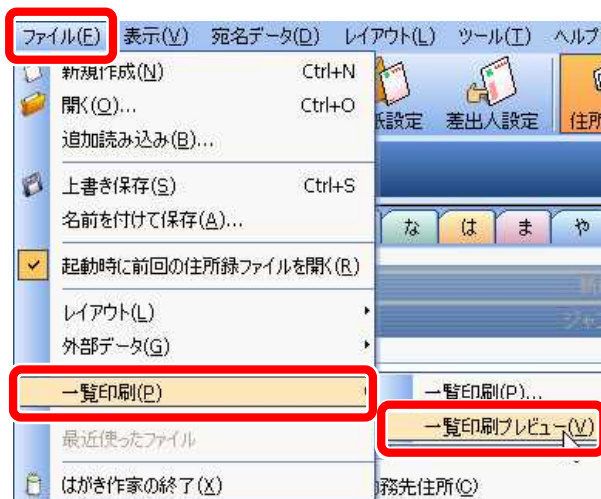 ファイル(F) 表示(V) 宛名データ(D) レイアウト(L) ツール(T) ヘルプ
新規作成(N) Ctrl+N
開く(O)... Ctrl+O
追加読み込み(B)...
紙設定 差出人設定 住所
上書き保存(S) Ctrl+S
名前を付けて保存(A)...
な は ま や
起動時に前回の住所録ファイルを開く(R)
レイアウト(L)
外部データ(G)
一覧印刷(P) 一覧印刷(P)...
一覧印刷プレビュー(V)
最近使ったファイル
はがき作家の終了(X) 務先住所(C)